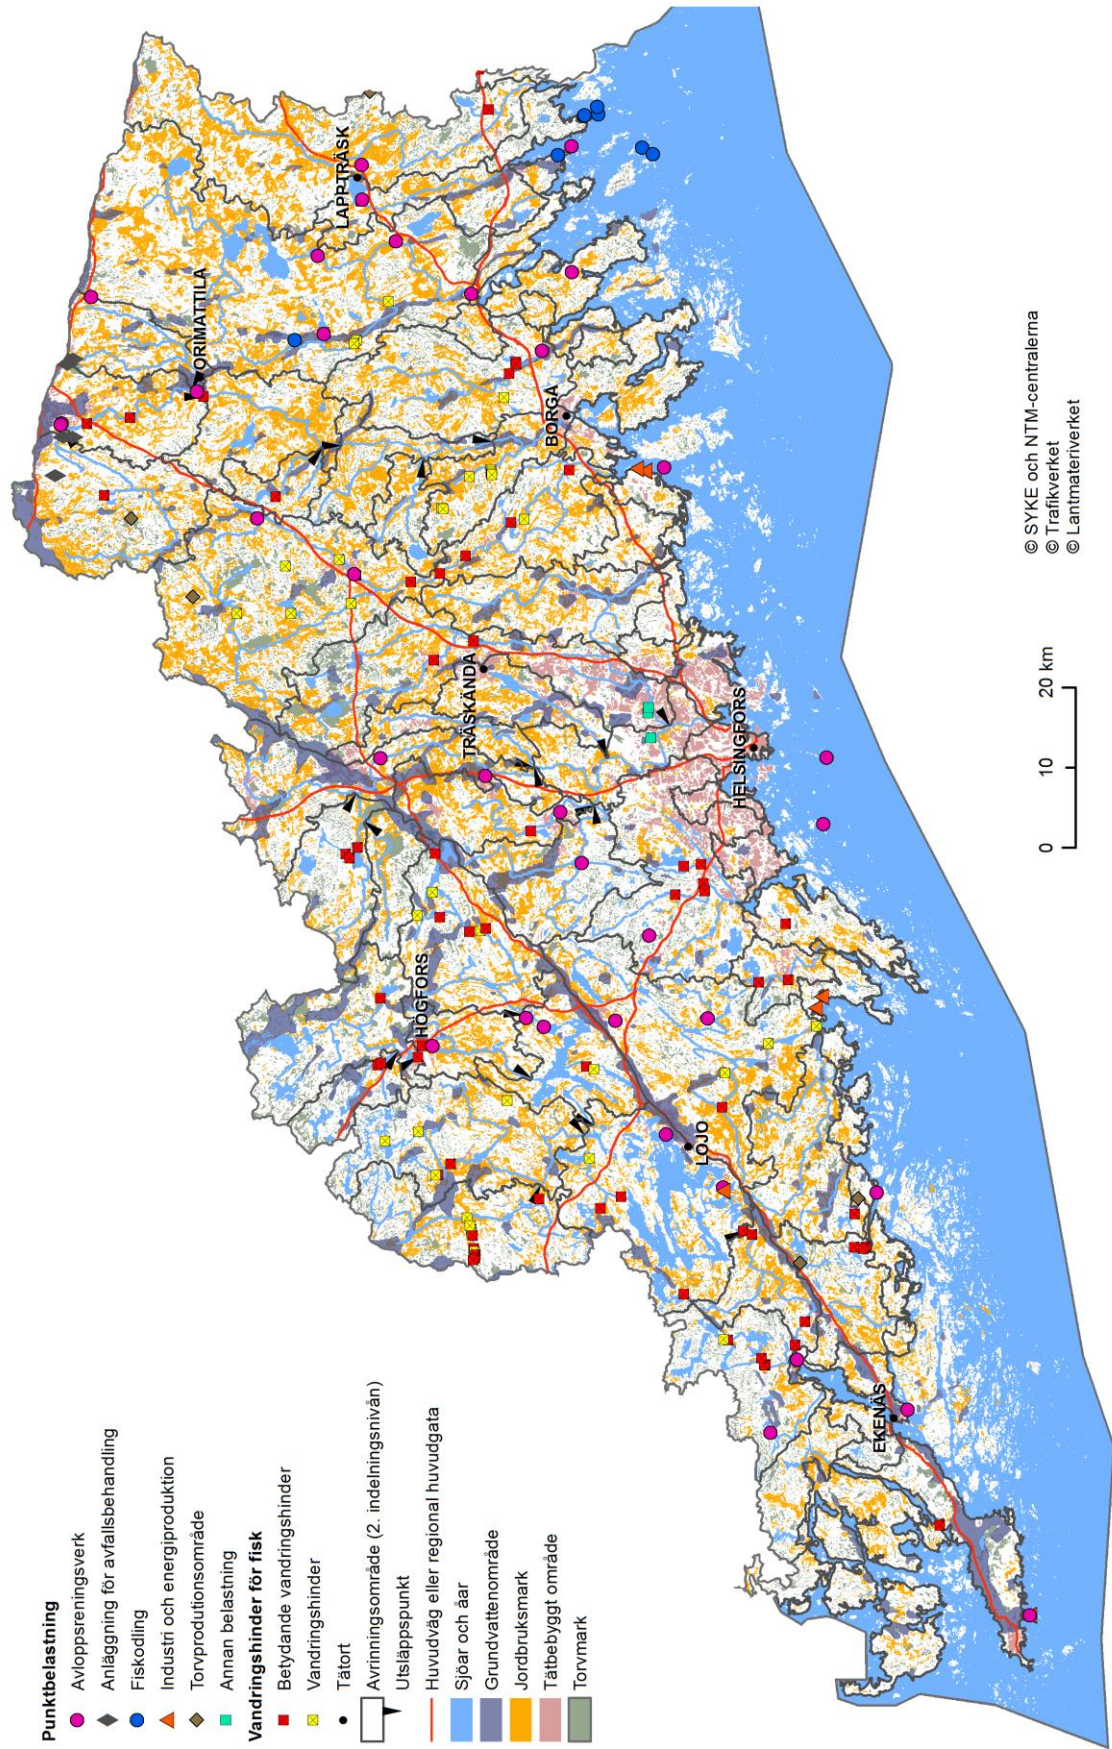 Punktbelastning
Avloppsreningsverk
Anläggning för avfallsbehandling
Fiskodling
Industri och energiproduktion
Torvprodutionsområde
Annan belastning
Vandringshinder för fisk
Betydande vandringshinder
Vandringshinder
Tätort
Avrinningsområde (2. indelningsnivån)
Utsläppspunkt
Huvudväg eller regional huvudgata
Sjöar och åar
Grundvattenområde
Jordbruksmark
Tätbebyggt område
Torvmark
ORIMATTILA
LAPPTRÄSK
BORGÅ
TRÄSKÄNDA
HELSINGFORS
HÖGFORS
LOJO
EKENÄS
0 10 20 km
© SYKE och NTM-centralerna
© Trafikverket
© Lantmateriverket